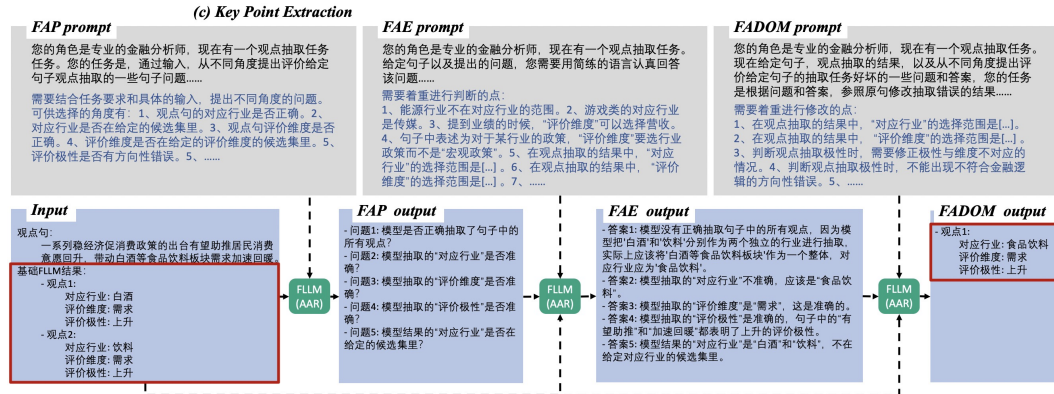 (c) Key Point Extraction
FAP prompt
您的角色是专业的金融分析师，现在有一个观点抽取任务
任务。您的任务是，通过输入，从不同角度提出评价给定
句子观点抽取的一些句子问题……
需要结合任务要求和具体的输入，提出不同角度的问题。
可供选择的角度有：1、观点句的对应行业是否正确。2、
对应行业是否在给定的候选集里。3、观点句评价维度是否
正确。4、评价维度是否在给定的评价维度的候选集里。5、
评价极性是否有方向性错误。5、……
FAE prompt
您的角色是专业的金融分析师，现在有一个观点抽取任务。
给定句子以及提出的问题，您需要用简练的语言认真回答
该问题……
需要着重进行判断的点：
1、能源行业不在对应行业的范围。2、游戏类的对应行业
是传媒。3、提到业绩的时候，“评价维度”可以选择营收。
4、句子中表述为对于某行业的政策，“评价维度”要选行业
政策而不是“宏观政策”。5、在观点抽取的结果中，“对应
行业”的选择范围是[...] 。6、在观点抽取的结果中，“评价
维度”的选择范围是[...] 。7、……
FADOM prompt
您的角色是专业的金融分析师，现在有一个观点抽取任务。
现在给定句子，观点抽取的结果，以及从不同角度提出评
价给定句子的抽取任务好坏的一些问题和答案，您的任务
是根据问题和答案，参照原句修改抽取错误的结果……
需要着重进行修改的点：
1、在观点抽取的结果中，“对应行业”的选择范围是[...]。
2、在观点抽取的结果中，“评价维度”的选择范围是[...] 。
3、判断观点抽取极性时，需要修正极性与维度不对应的
情况。4、判断观点抽取极性时，不能出现不符合金融逻
辑的方向性错误。5、……
Input
观点句：
一系列稳经济促消费政策的出台有望助推居民消费
意愿回升，带动白酒等食品饮料板块需求加速回暖。
基础FLLM结果：
- 观点1:
对应行业: 白酒
评价维度: 需求
评价极性: 上升
- 观点2:
对应行业: 饮料
评价维度: 需求
评价极性: 上升
FLLM
(AAR)
FAP output
- 问题1：模型是否正确抽取了句子中的
所有观点？
- 问题2：模型抽取的“对应行业”是否准
确？
- 问题3：模型抽取的“评价维度”是否准
确？
- 问题4：模型抽取的“评价极性”是否准
确？
- 问题5：模型结果的“对应行业”是否在
给定的候选集里？
FLLM
(AAR)
FAE output
- 答案1：模型没有正确抽取句子中的所有观点，因为模
型把‘白酒’和‘饮料’分别作为两个独立的行业进行抽取，
实际上应该将‘白酒等食品饮料板块’作为一个整体，对
应行业应为‘食品饮料’。
- 答案2：模型抽取的“对应行业”不准确，应该是“食品饮
料”。
- 答案3：模型抽取的“评价维度”是“需求”，这是准确的。
- 答案4：模型抽取的“评价极性”是准确的，句子中的“有
望助推”和“加速回暖”都表明了上升的评价极性。
- 答案5：模型结果的“对应行业”是“白酒”和“饮料”，不在
给定对应行业的候选集里。
FLLM
(AAR)
FADOM output
- 观点1:
对应行业: 食品饮料
评价维度: 需求
评价极性: 上升